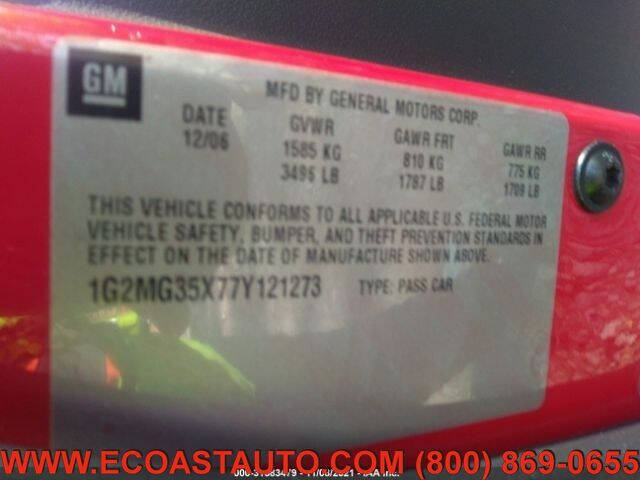 GM
MFD BY GENERAL MOTORS CORP.
DATE GVWR GAWR FRT GAWR RR
12/06 1585 KG 810 KG 775 KG
3495 LB 1787 LB 1709 LB
THIS VEHICLE CONFORMS TO ALL APPLICABLE U.S. FEDERAL MOTOR
VEHICLE SAFETY, BUMPER, AND THEFT PREVENTION STANDARDS IN
EFFECT ON THE DATE OF MANUFACTURE SHOWN ABOVE.
1G2MG35X77Y121273 TYPE: PASS CAR
WWW.ECOASTAUTO.COM (800) 869-0655